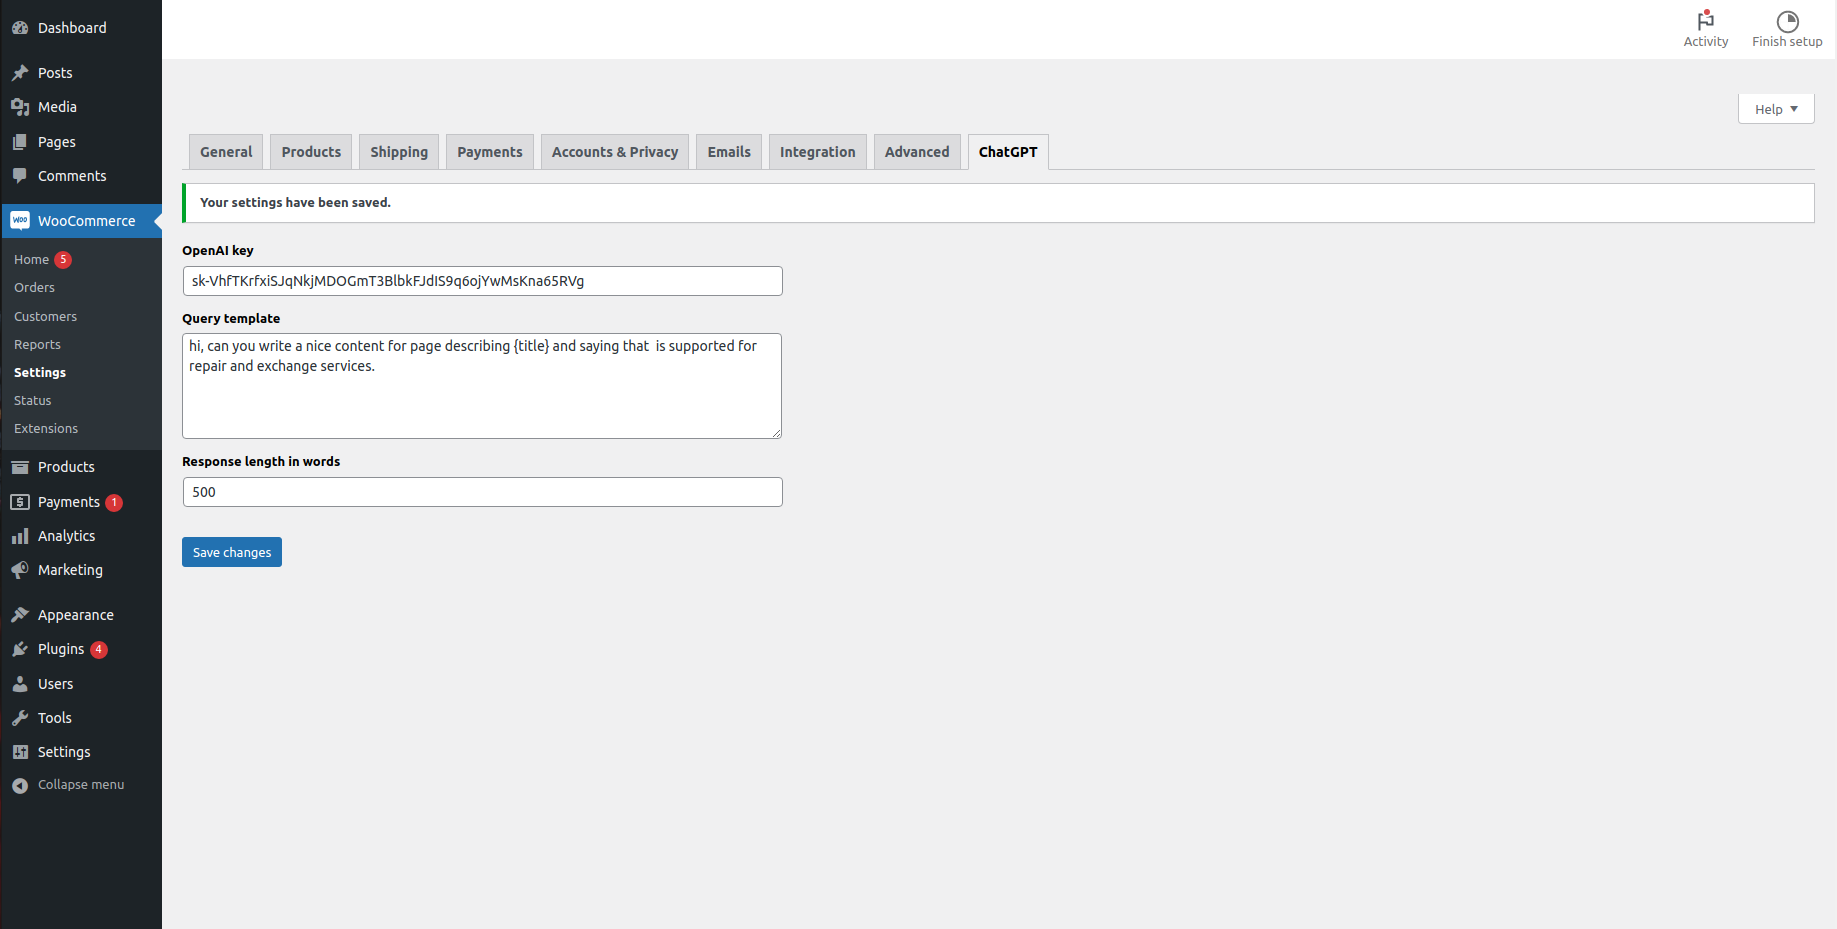 Dashboard
Posts
Media
Pages
Comments
WooCommerce
Home 5
Orders
Customers
Reports
Settings
Status
Extensions
Products
Payments 1
Analytics
Marketing
Appearance
Plugins 4
Users
Tools
Settings
Collapse menu
Activity
Finish setup
Help
General
Products
Shipping
Payments
Accounts & Privacy
Emails
Integration
Advanced
ChatGPT
Your settings have been saved.
OpenAI key
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
Query template
hi, can you write a nice content for page describing {title} and saying that  is supported for
repair and exchange services.
Response length in words
500
Save changes